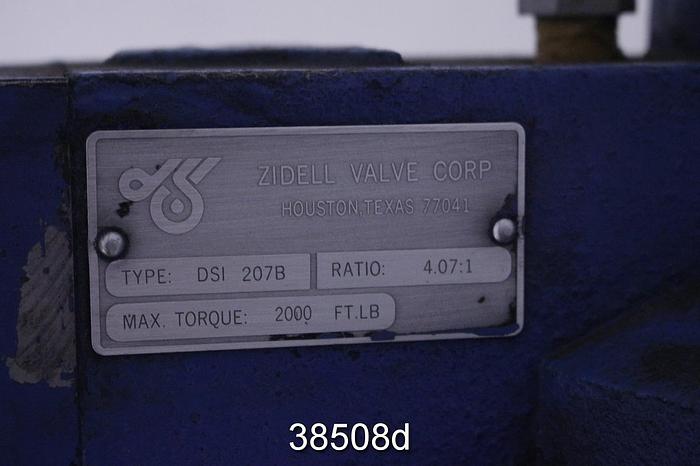 ZIDELL VALVE CORP
HOUSTON, TEXAS 77041
TYPE: DSI 207B RATIO: 4.07:1
MAX. TORQUE: 2000 FT.LB
38508d